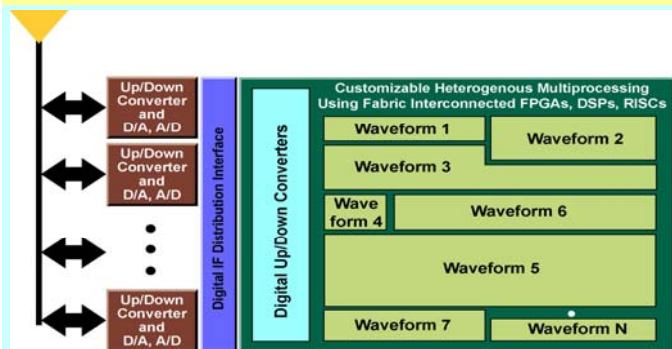 Customizable Heterogenous Multiprocessing
Using Fabric Interconnected FPGAs, DSPs, RISCs
Up/Down
Converter
and
D/A, A/D
Up/Down
Converter
and
D/A, A/D
Up/Down
Converter
and
D/A, A/D
Digital IF Distribution Interface
Digital Up/Down Converters
Waveform 1
Waveform 2
Waveform 3
Wave
form 4
Waveform 6
Waveform 5
Waveform 7
Waveform N